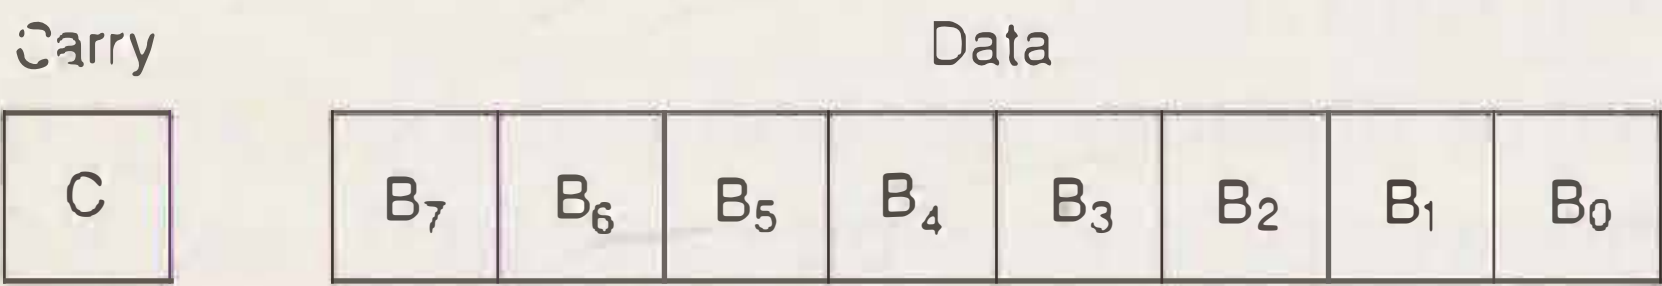 Carry Data
C B₇ B₆ B₅ B₄ B₃ B₂ B₁ B₀